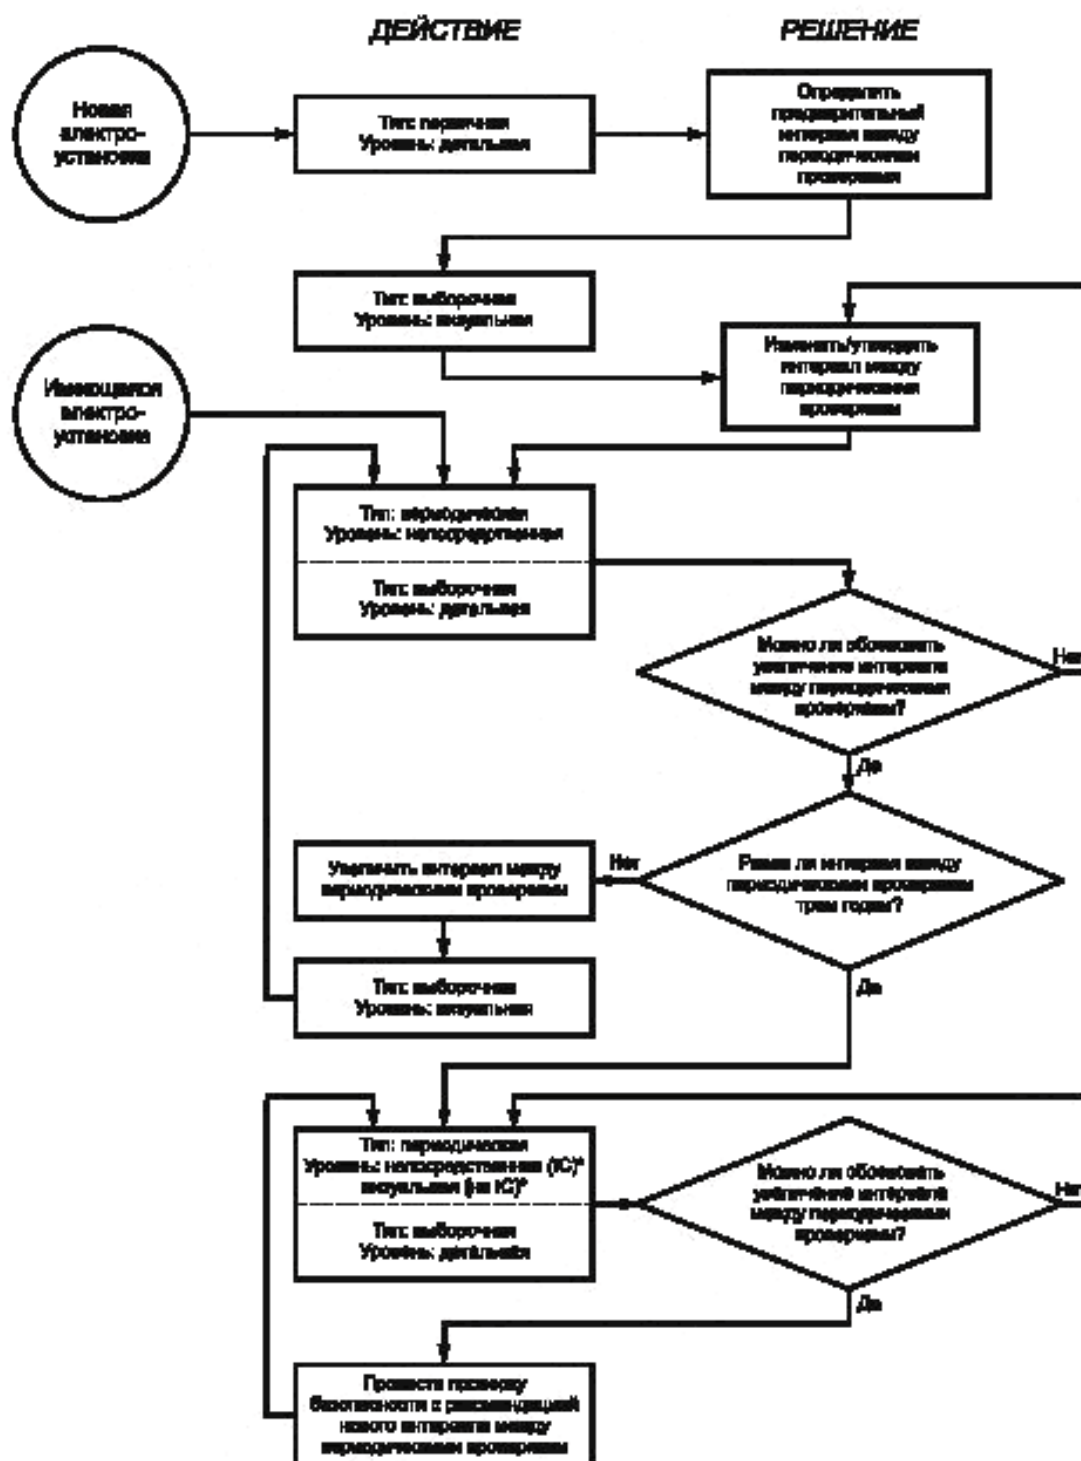 ДЕЙСТВИЕ
РЕШЕНИЕ
Новая
электро-
установка
Тип: первичная
Уровень: детальная
Определить
предварительный
интервал между
периодическими
проверками
Тип: выборочная
Уровень: визуальная
Изменить/утвердить
интервал между
периодическими
проверками
Имеющаяся
электро-
установка
Тип: периодическая
Уровень: непосредственная
Тип: выборочная
Уровень: детальная
Можно ли обосновать
увеличение интервала
между периодическими
проверками?
Нет
Да
Равен ли интервал между
периодическими проверками
трем годам?
Нет
Увеличить интервал между
периодическими проверками
Тип: выборочная
Уровень: визуальная
Да
Тип: периодическая
Уровень: непосредственная (IC)*
визуальная (не IC)*
Тип: выборочная
Уровень: детальная
Можно ли обосновать
увеличение интервала
между периодическими
проверками?
Нет
Да
Провести проверку
безопасности с рекомендацией
нового интервала между
периодическими проверками